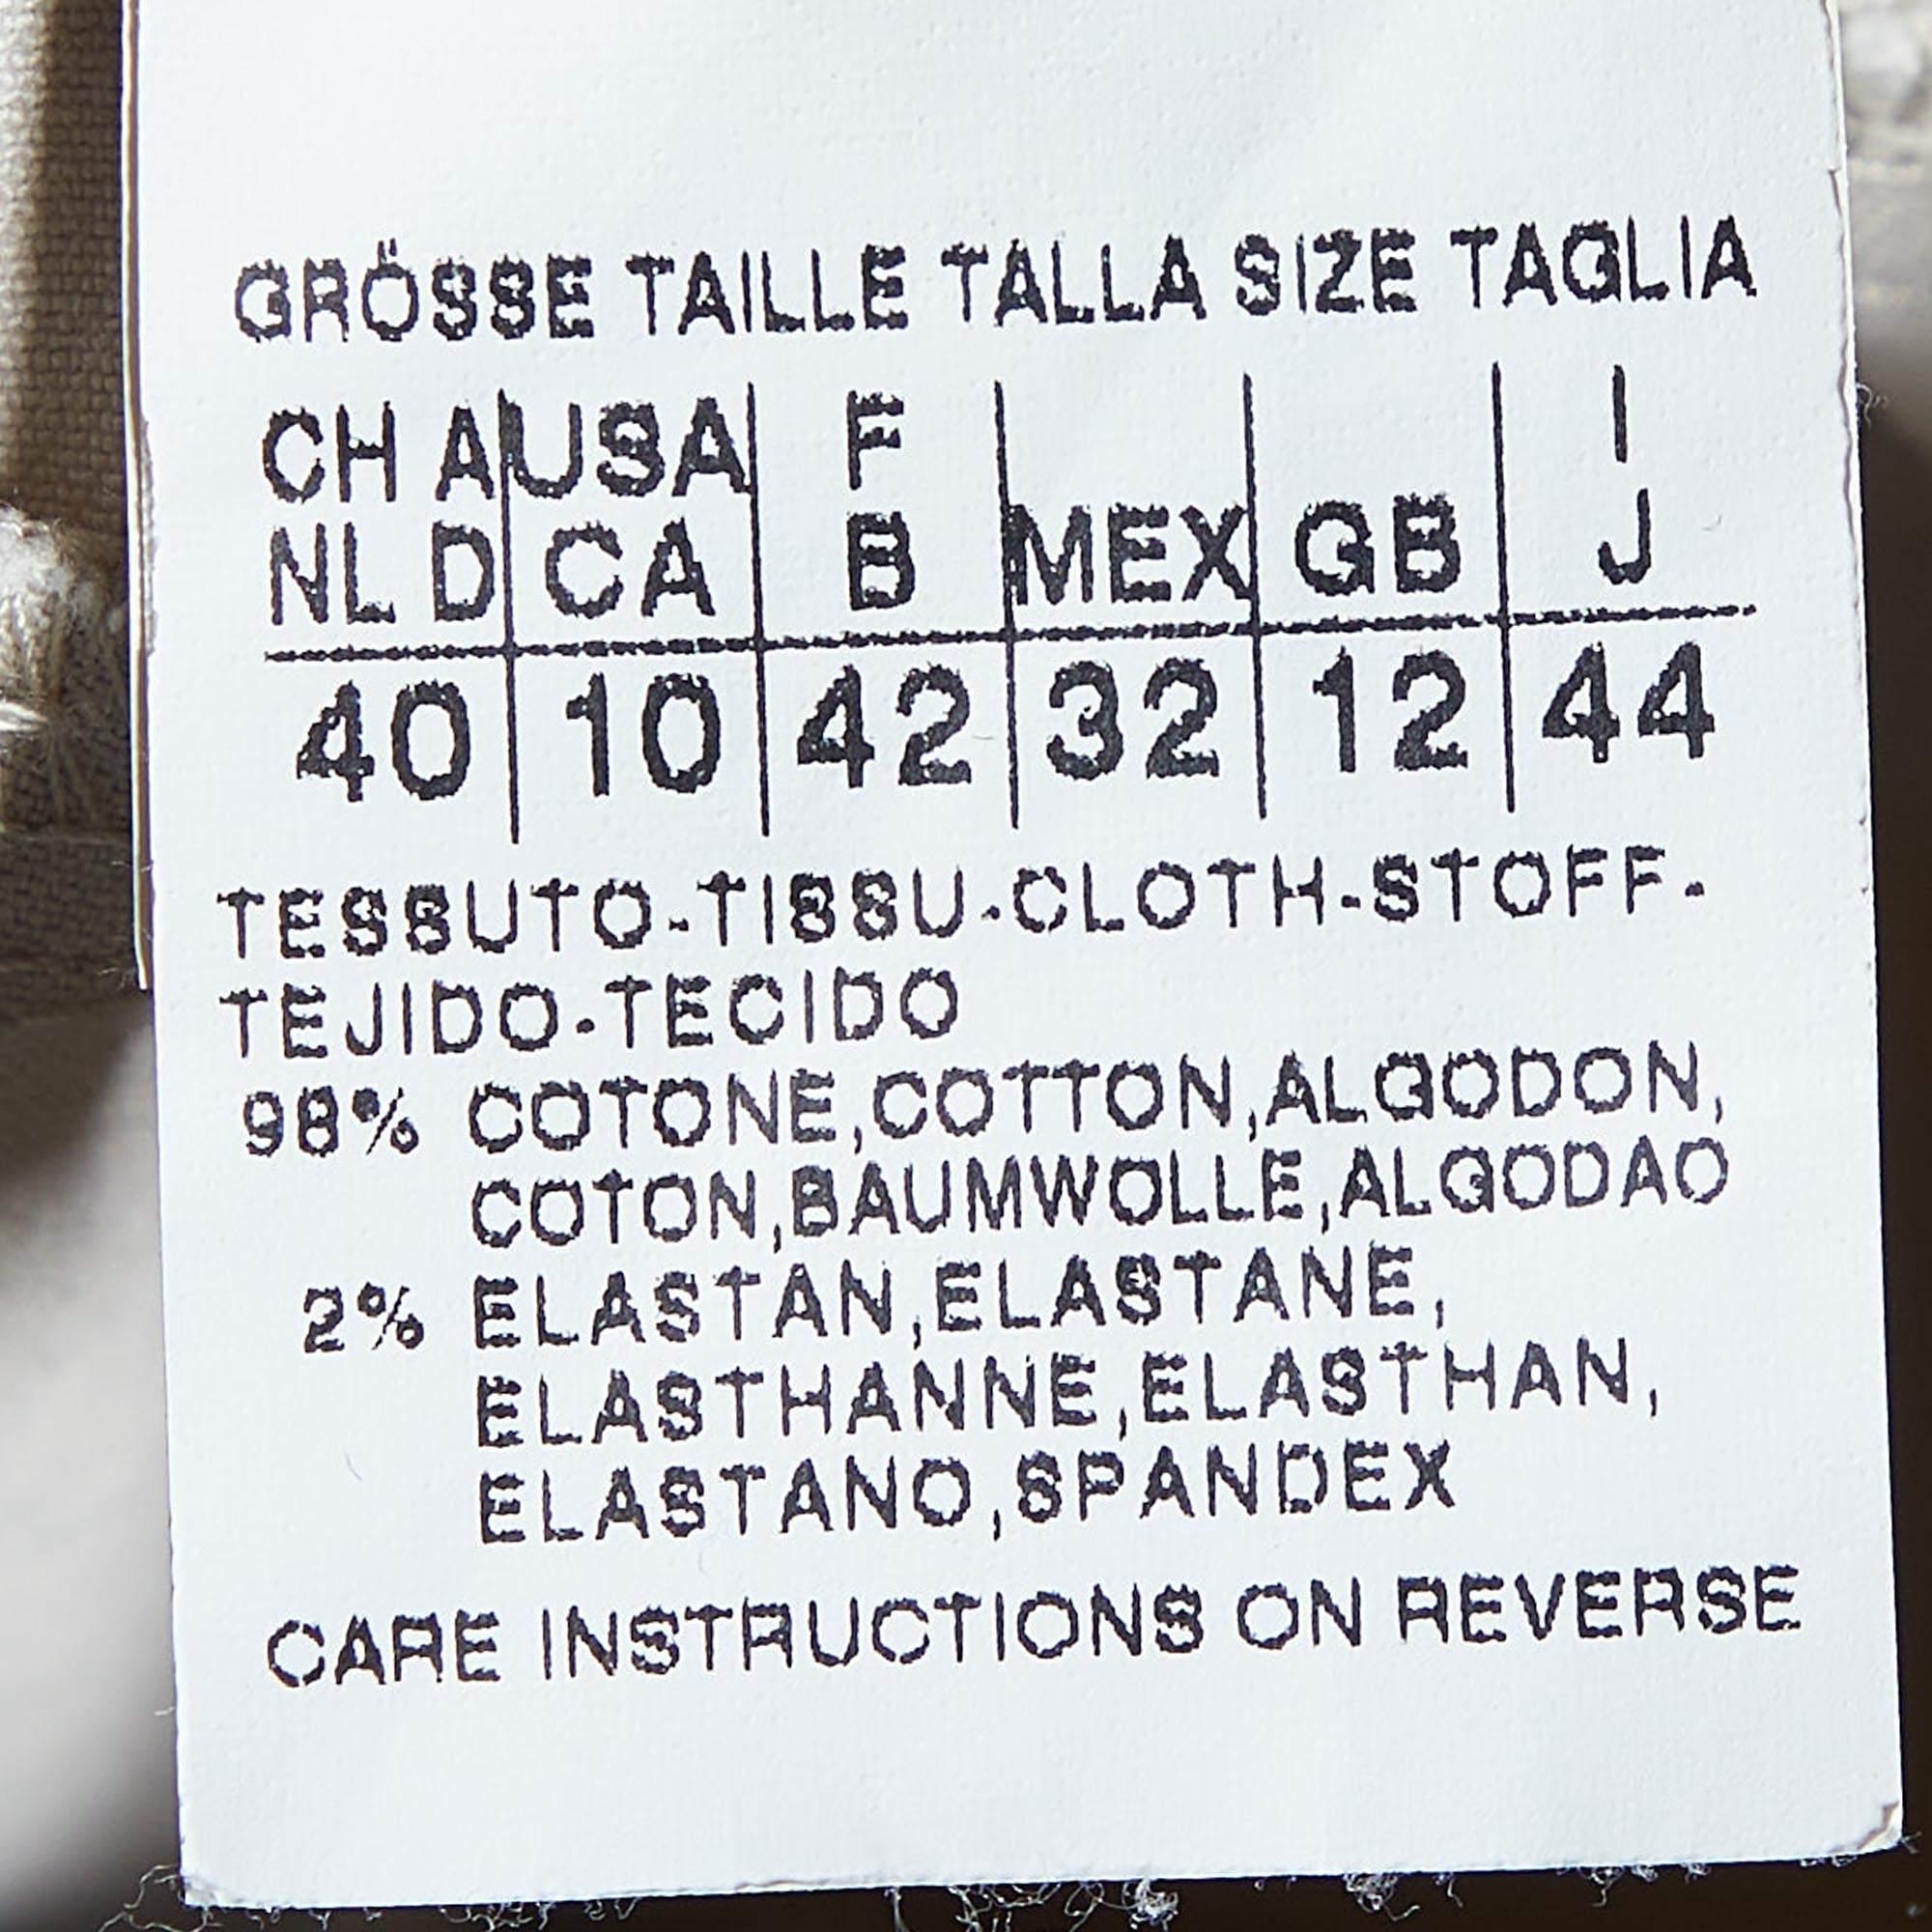 GRÖSSE TAILLE TALLA SIZE TAGLIA
CH A USA F I
NL D CA B MEX GB J
40 10 42 32 12 44
TESSUTO-TISSU-CLOTH-STOFF-
TEJIDO-TECIDO
98% COTONE,COTTON,ALGODON,
COTON,BAUMWOLLE,ALGODAO
2% ELASTAN,ELASTANE,
ELASTHANNE,ELASTHAN,
ELASTANO,SPANDEX
CARE INSTRUCTIONS ON REVERSE